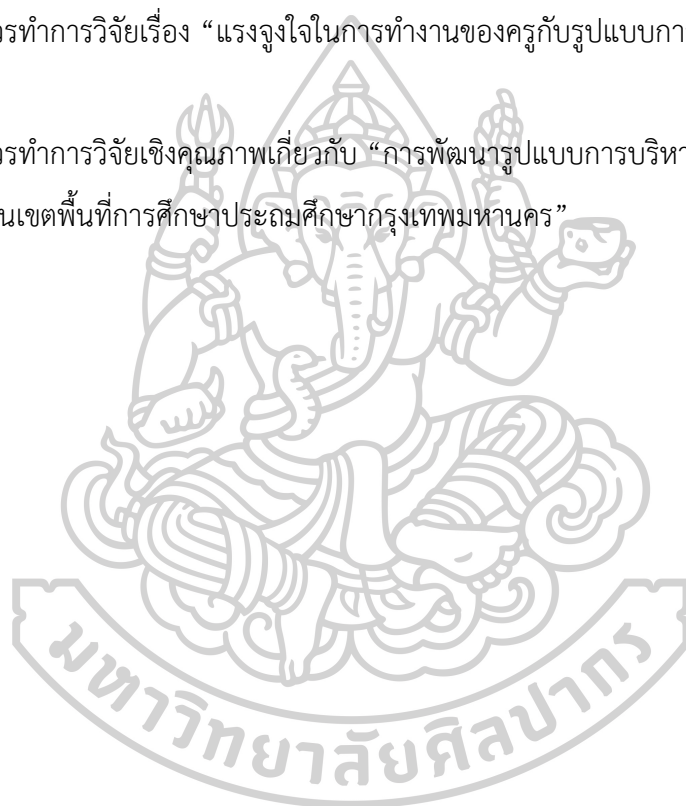 วรทำการวิจัยเรื่อง “แรงจูงใจในการทำงานของครูกับรูปแบบกา
วรทำการวิจัยเชิงคุณภาพเกี่ยวกับ “การพัฒนารูปแบบการบริหา
นเขตพื้นที่การศึกษาประถมศึกษากรุงเทพมหานคร”
มหาวิทยาลัยศิลปากร